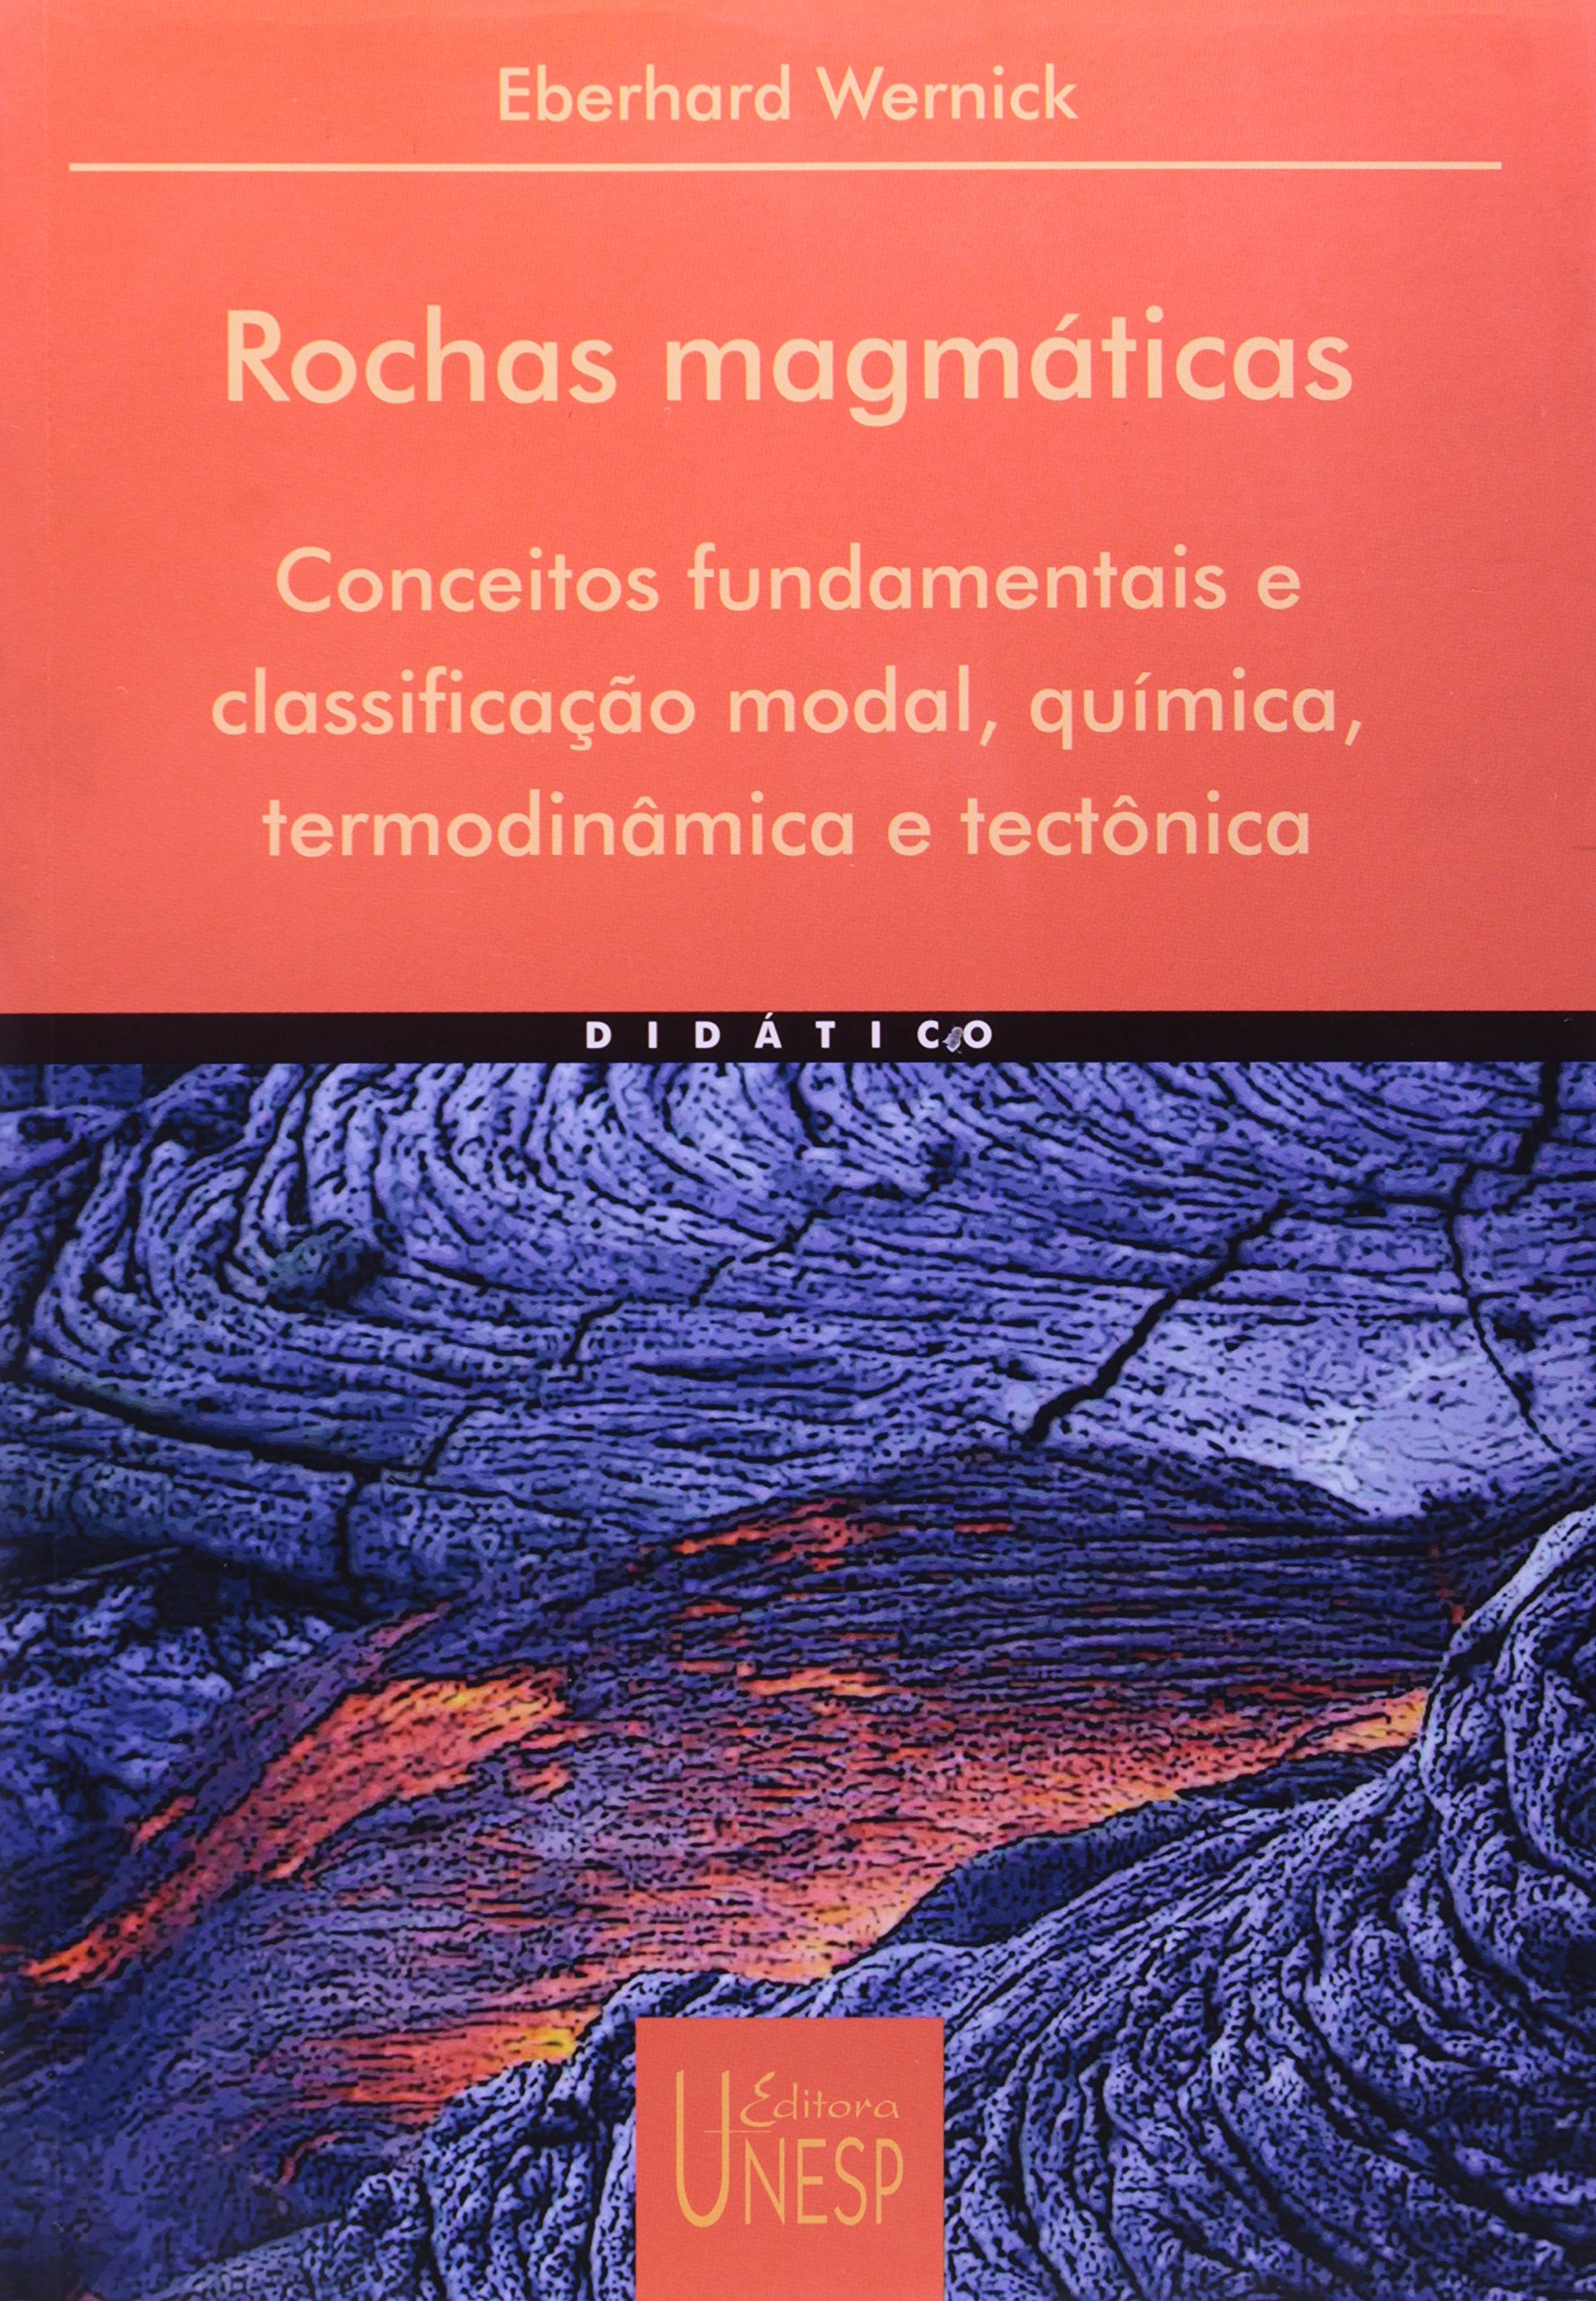 Eberhard Wernick
Rochas magmáticas
Conceitos fundamentais e
classificação modal, química,
termodinâmica e tectônica
DIDÁTICO
Editora
UNESP